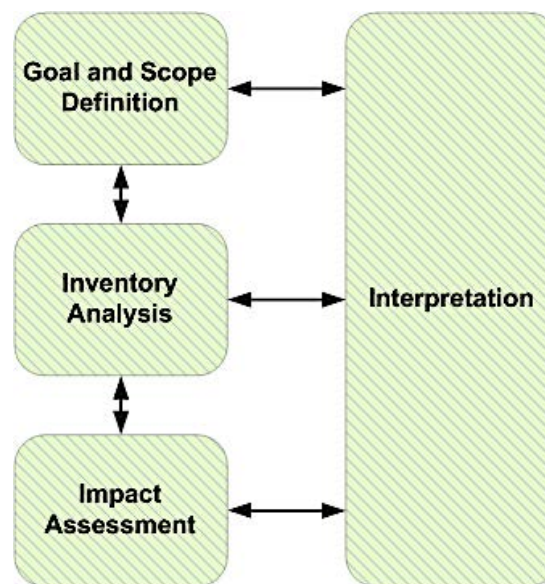 Goal and Scope
Definition
Inventory
Analysis
Interpretation
Impact
Assessment